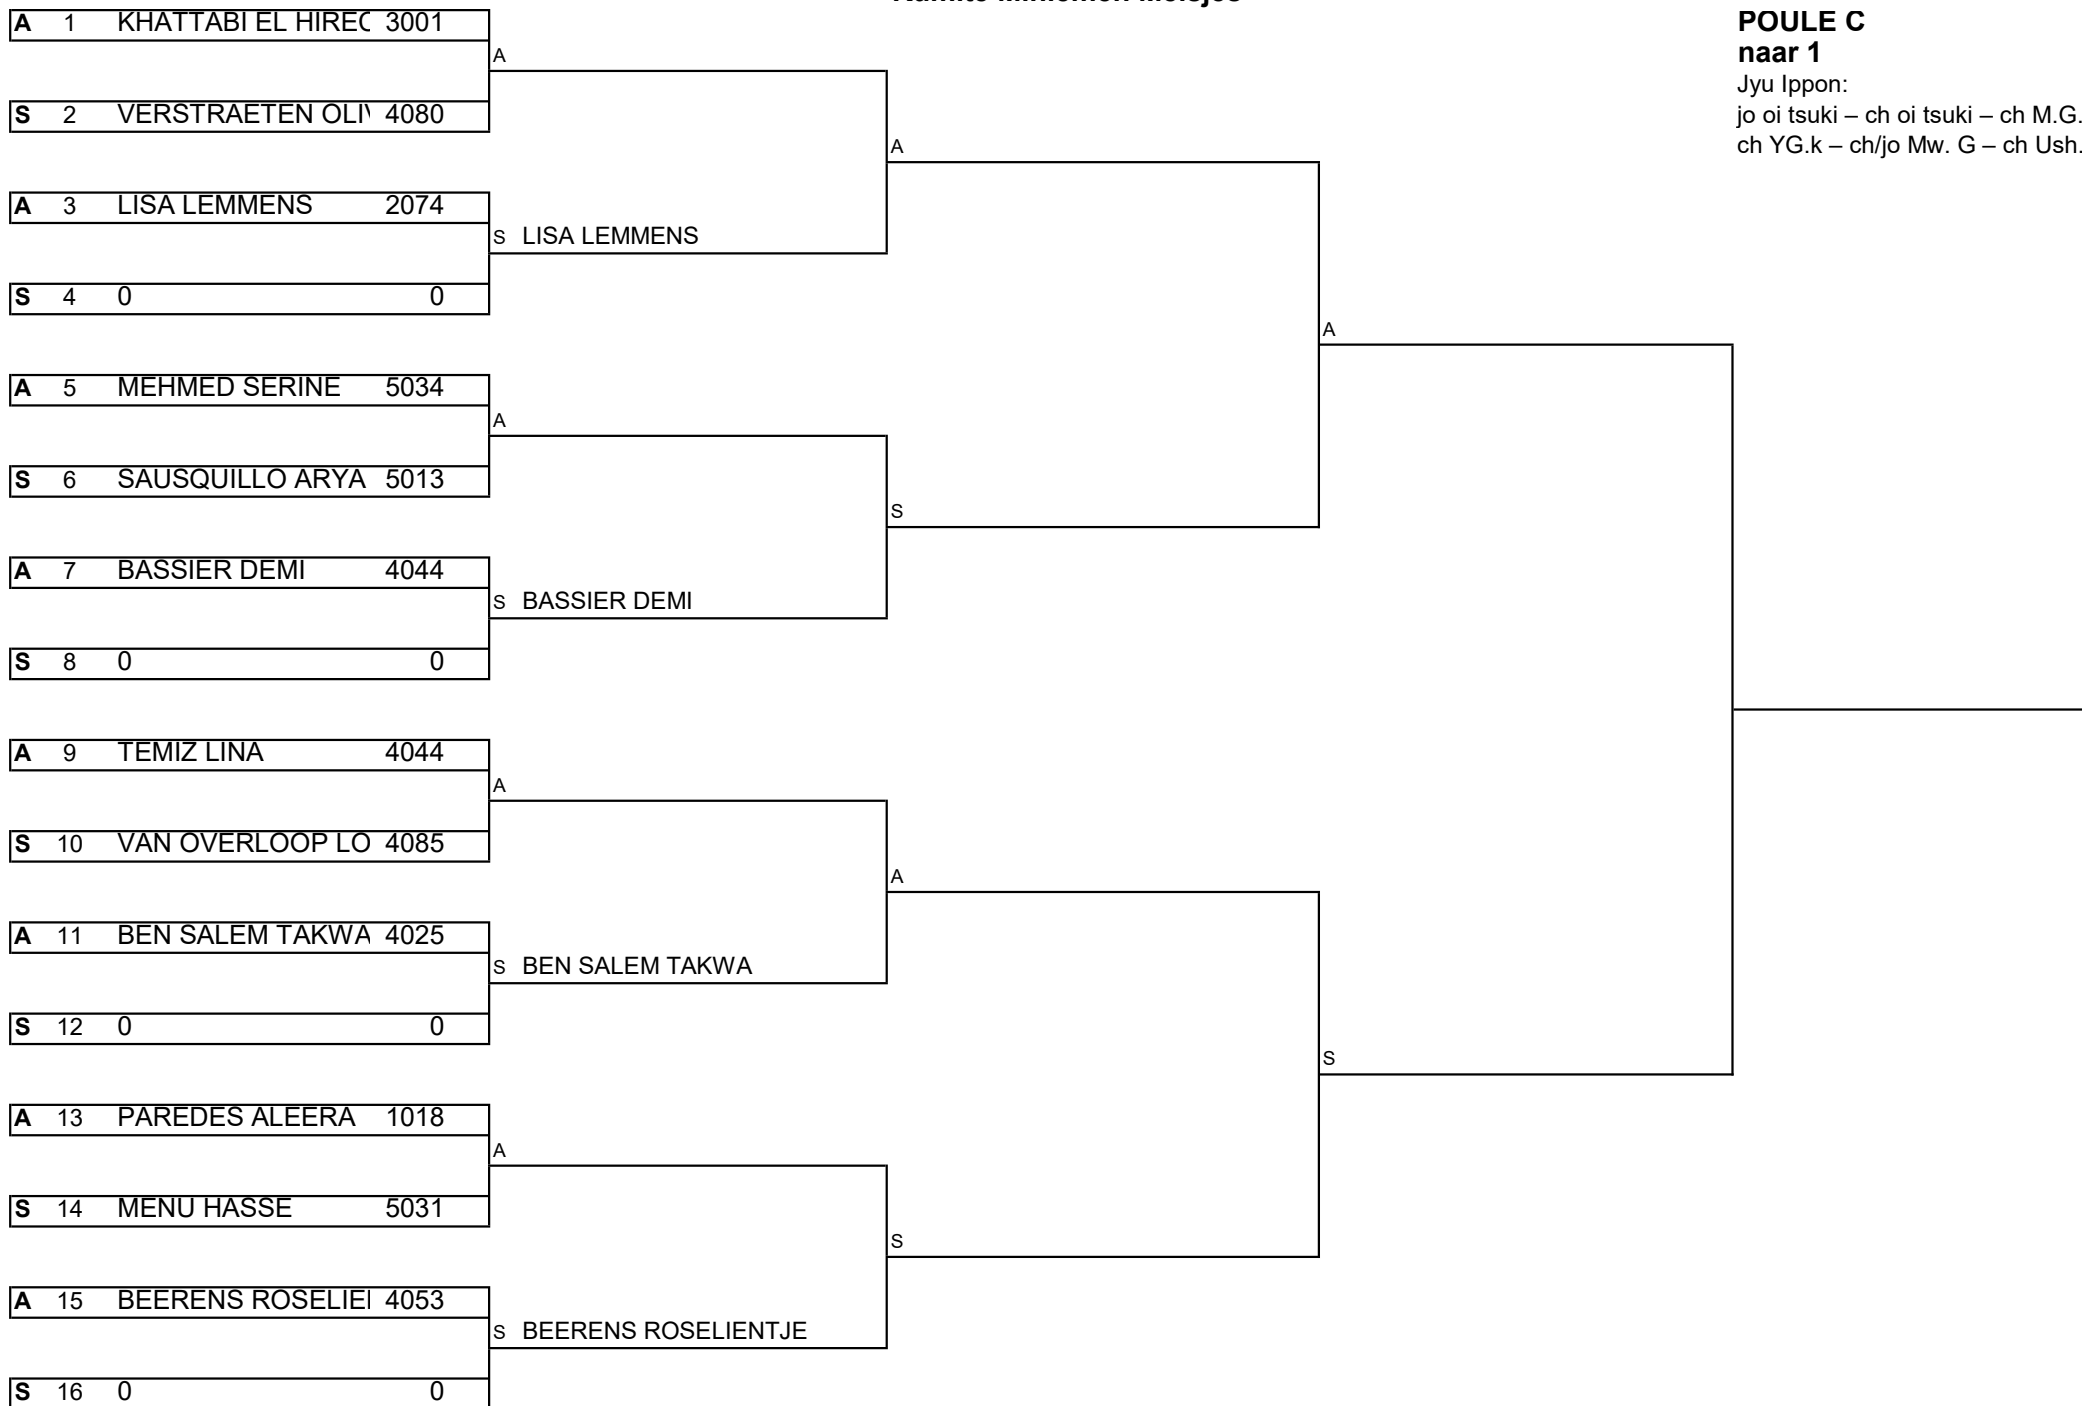 POULE C
A 1 KHATTABI EL HIREC 3001
naar 1
A
Jyu Ippon:
S 2 VERSTRAETEN OLIV 4080
jo oi tsuki – ch oi tsuki – ch M.G.
A
ch YG.k – ch/jo Mw. G – ch Ush.
A 3 LISA LEMMENS 2074
S LISA LEMMENS
S 4 0 0
A
A 5 MEHMED SERINE 5034
A
S 6 SAUSQUILLO ARYA 5013
S
A 7 BASSIER DEMI 4044
S BASSIER DEMI
S 8 0 0
A 9 TEMIZ LINA 4044
A
S 10 VAN OVERLOOP LO 4085
A
A 11 BEN SALEM TAKWA 4025
S BEN SALEM TAKWA
S 12 0 0
S
A 13 PAREDES ALEERA 1018
A
S 14 MENU HASSE 5031
S
A 15 BEERENS ROSELIE 4053
S BEERENS ROSELIENTJE
S 16 0 0